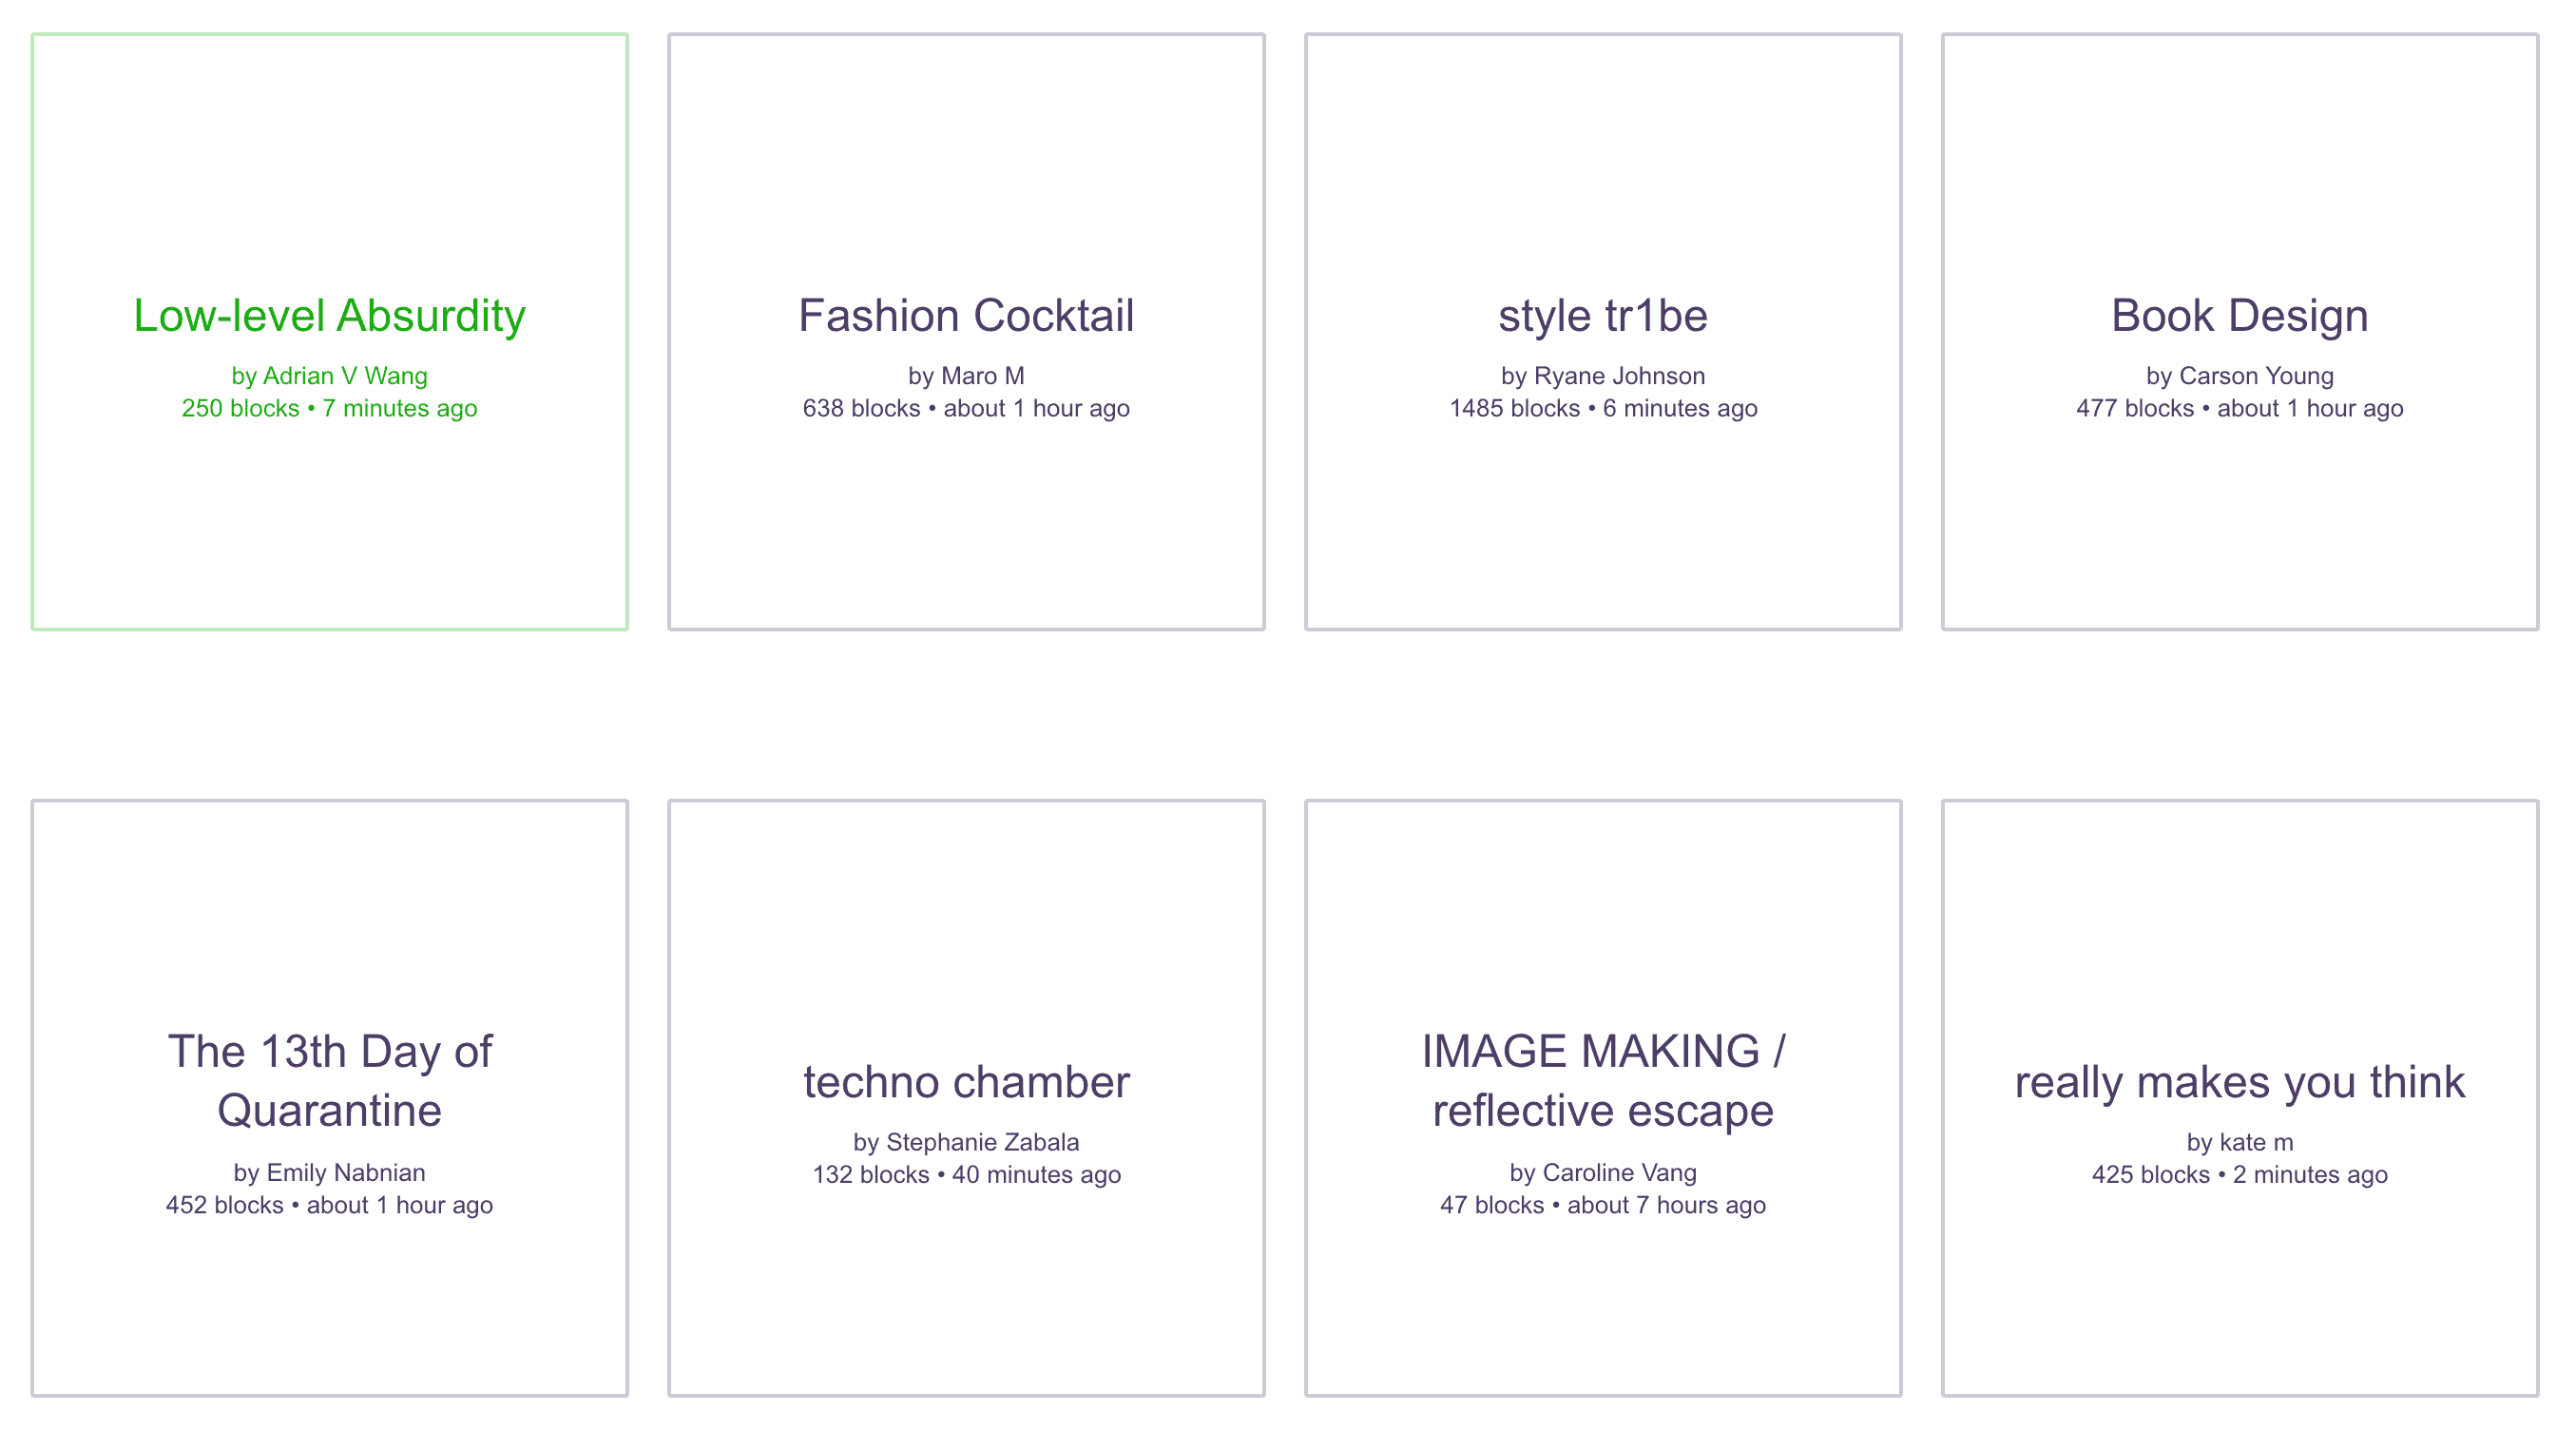 Low-level Absurdity
by Adrian V Wang
250 blocks • 7 minutes ago
Fashion Cocktail
by Maro M
638 blocks • about 1 hour ago
style tr1be
by Ryane Johnson
1485 blocks • 6 minutes ago
Book Design
by Carson Young
477 blocks • about 1 hour ago
The 13th Day of
Quarantine
by Emily Nabnian
452 blocks • about 1 hour ago
techno chamber
by Stephanie Zabala
132 blocks • 40 minutes ago
IMAGE MAKING /
reflective escape
by Caroline Vang
47 blocks • about 7 hours ago
really makes you think
by kate m
425 blocks • 2 minutes ago